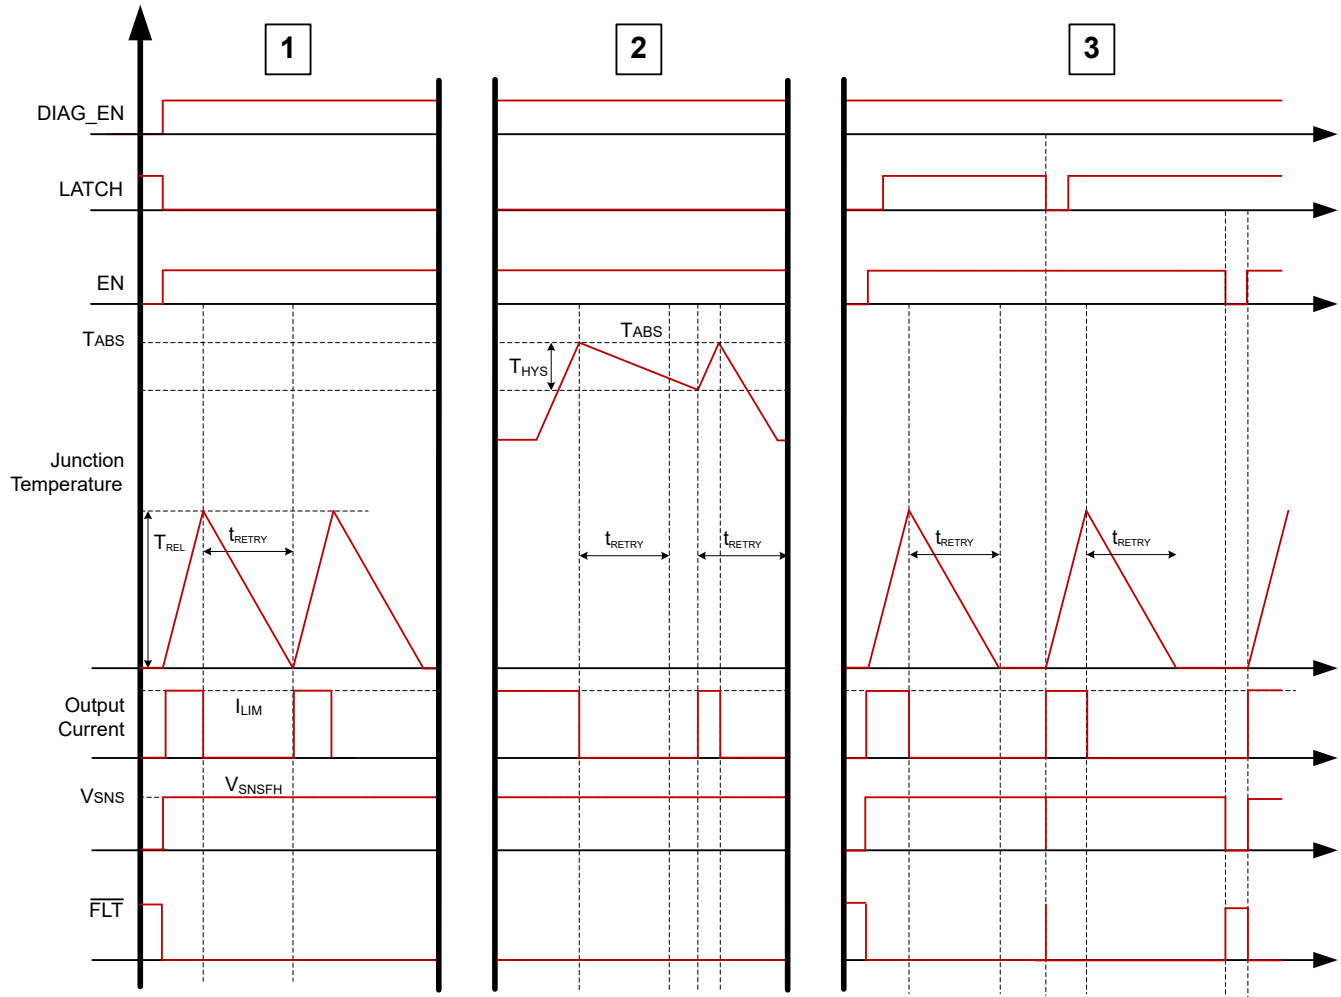 1
2
3
DIAG_EN
LATCH
EN
TABS
TABS
THYS
Junction
Temperature
TREL
tRETRY
tRETRY
tRETRY
tRETRY
tRETRY
Output
Current
ILIM
VSNS
VSNSFH
FLT